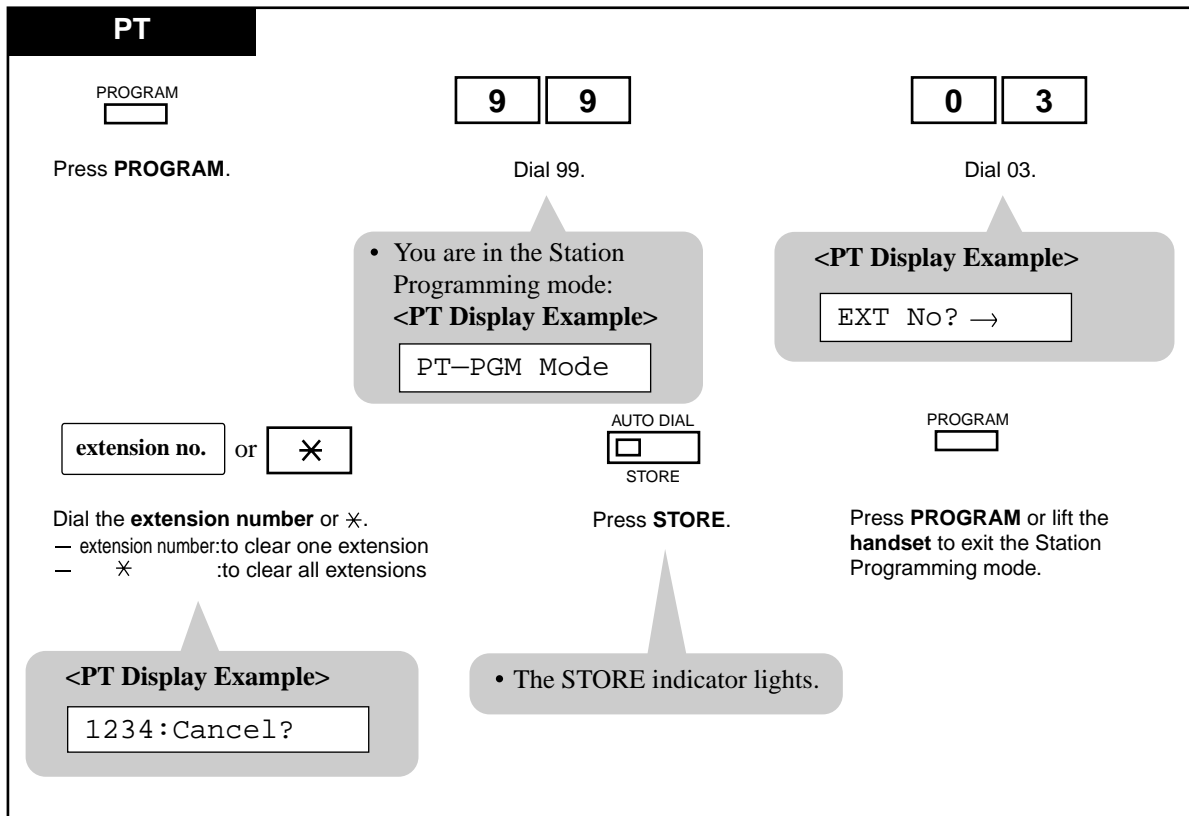 PT
PROGRAM
Press PROGRAM.
9 9
Dial 99.
• You are in the Station
Programming mode:
<PT Display Example>
PT—PGM Mode
0 3
Dial 03.
<PT Display Example>
EXT No? →
extension no. or ✳
Dial the extension number or ✳.
— extension number:to clear one extension
— ✳ :to clear all extensions
<PT Display Example>
1234:Cancel?
AUTO DIAL
STORE
Press STORE.
• The STORE indicator lights.
PROGRAM
Press PROGRAM or lift the
handset to exit the Station
Programming mode.